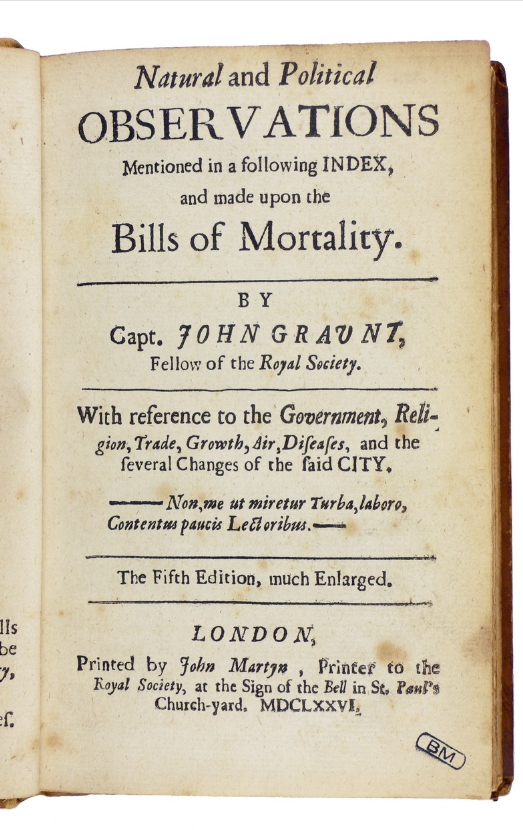 Natural and Political
OBSERVATIONS
Mentioned in a following INDEX,
and made upon the
Bills of Mortality.
BY
Capt. JOHN GRAUNT,
Fellow of the Royal Society.
With reference to the Government, Reli-
gion, Trade, Growth, Air, Diſeaſes, and the
ſeveral Changes of the ſaid CITY.
—— Non, me ut miretur Turba, laboro,
Contentus paucis Lectoribus. ——
The Fifth Edition, much Enlarged.
LONDON,
Printed by John Martyn , Printer to the
Royal Society, at the Sign of the Bell in St. Paul's
Church-yard. MDCLXXVI.
BM